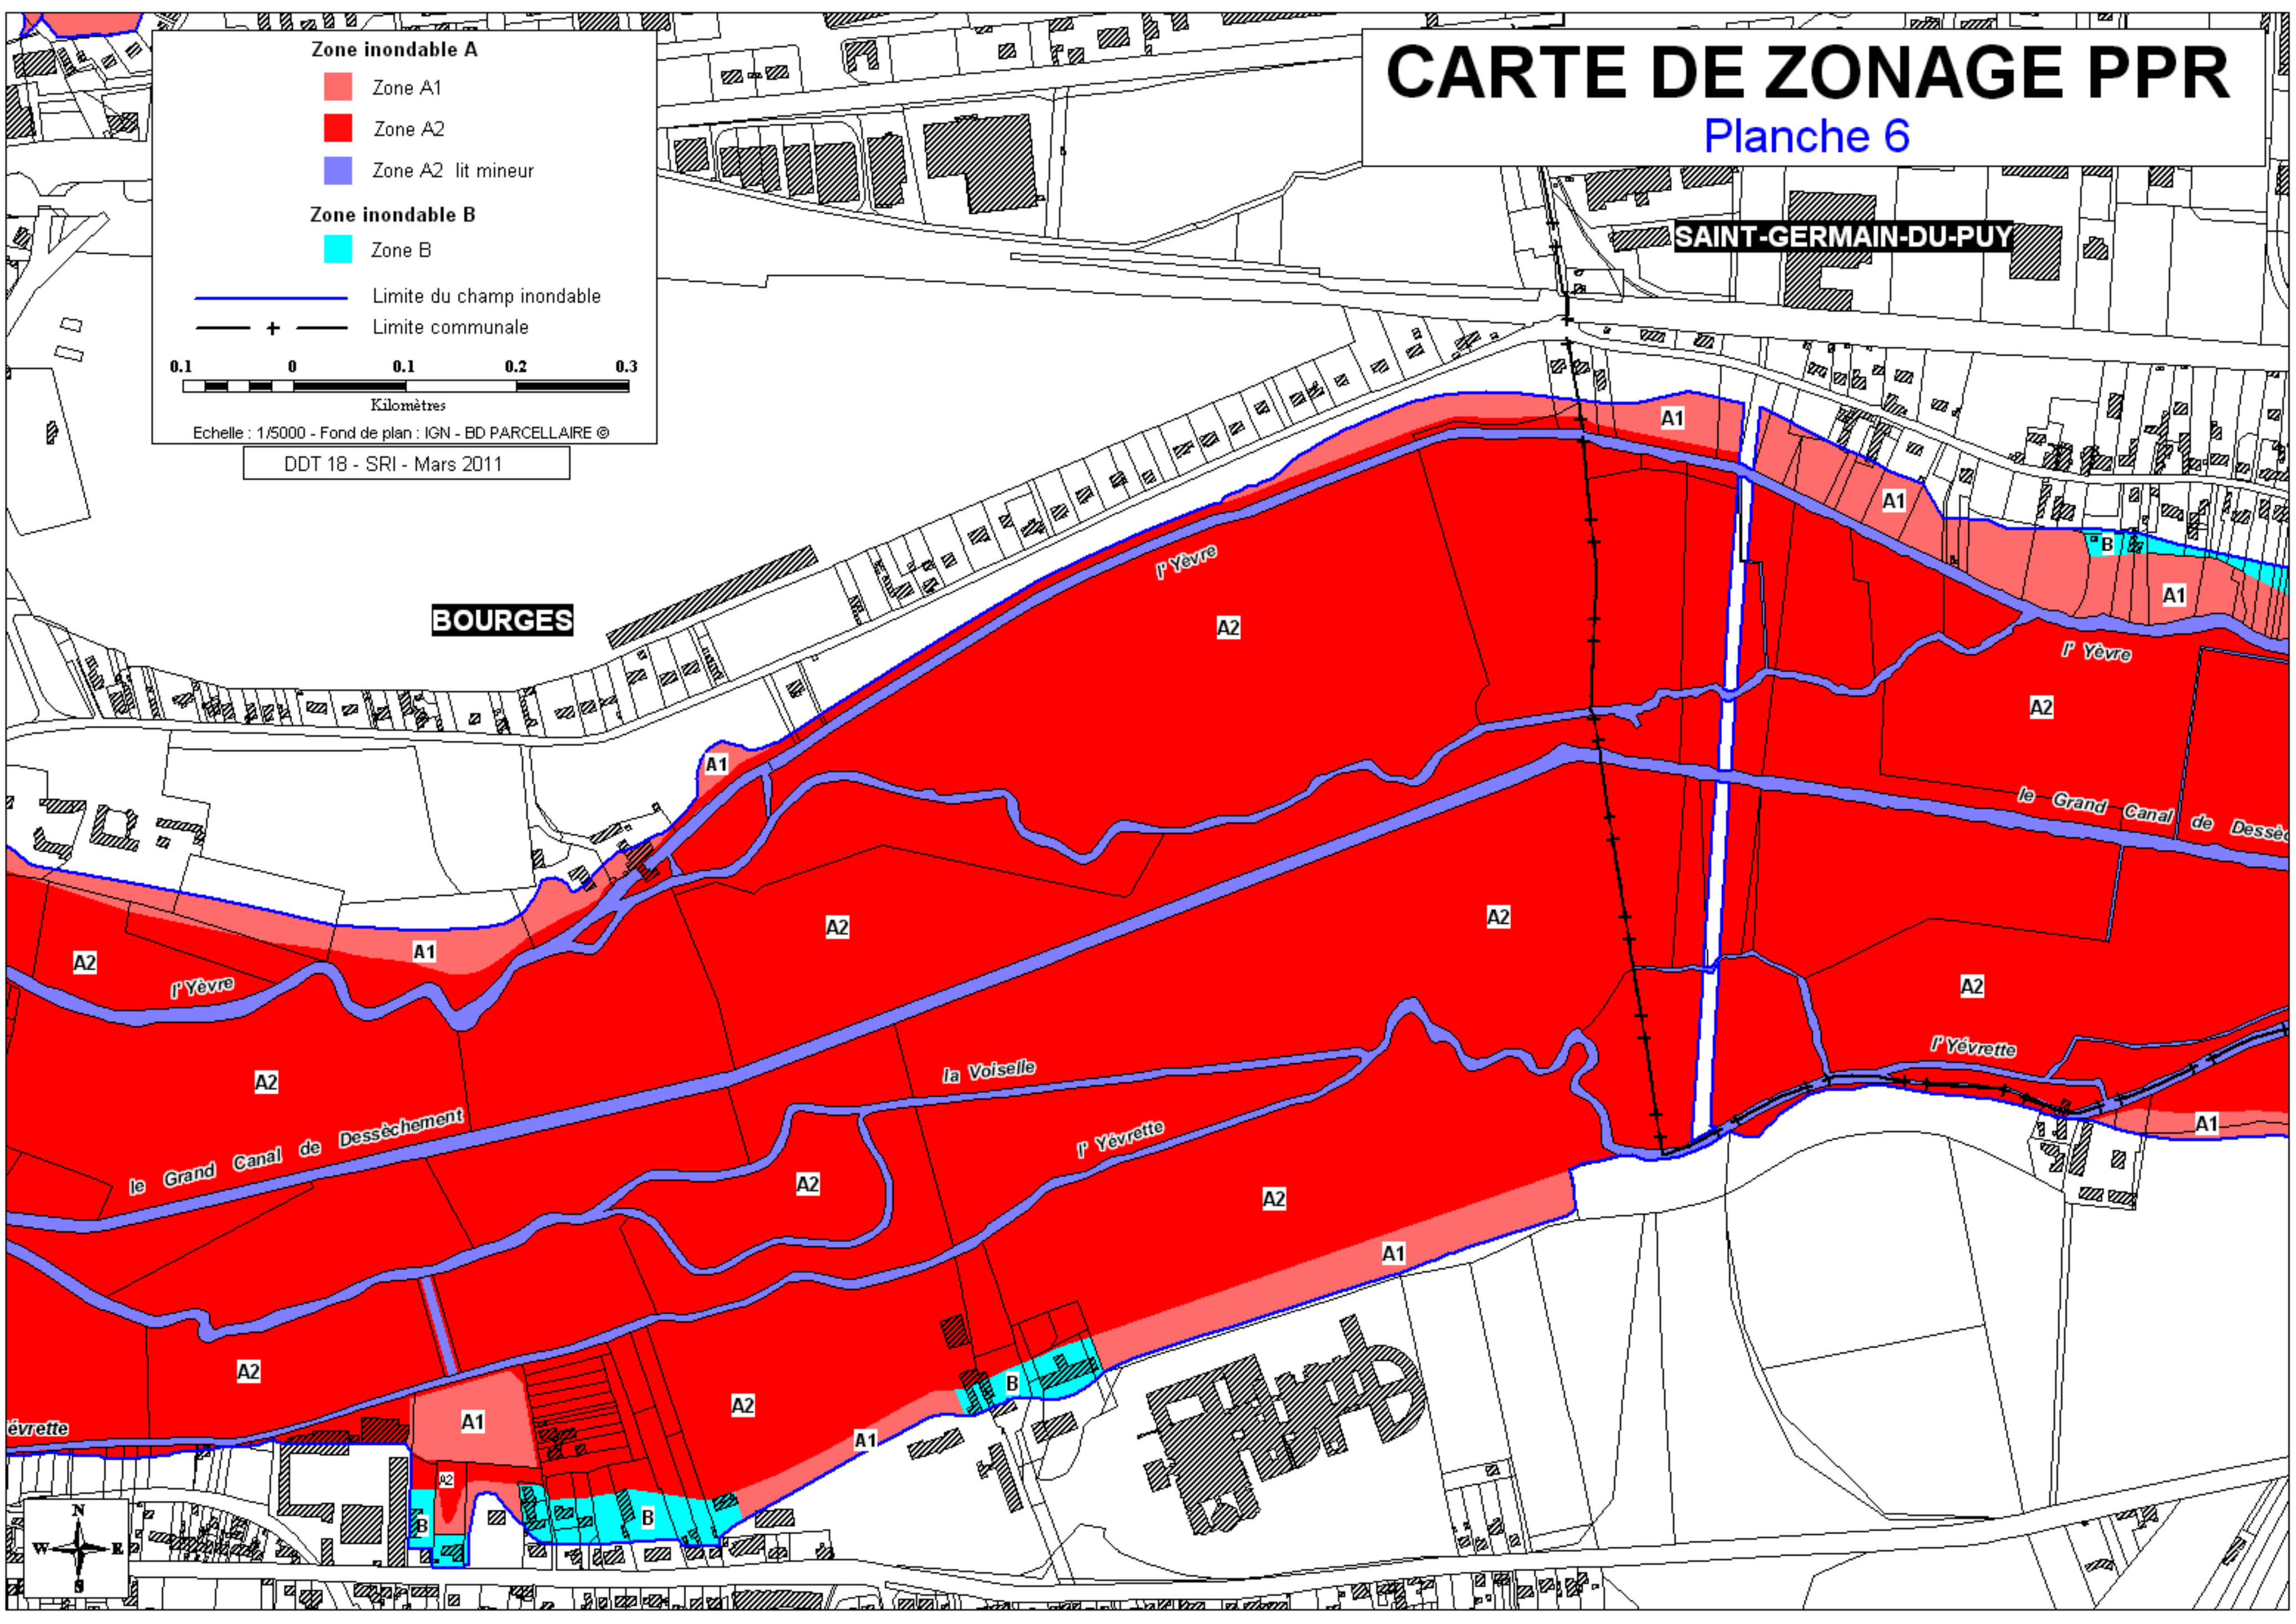 CARTE DE ZONAGE PPR
Planche 6
Zone inondable A
Zone A1
Zone A2
Zone A2 lit mineur
Zone inondable B
Zone B
Limite du champ inondable
Limite communale
0.1 0 0.1 0.2 0.3
Kilomètres
Echelle : 1/5000 - Fond de plan : IGN - BD PARCELLAIRE ©
DDT 18 - SRI - Mars 2011
SAINT-GERMAIN-DU-PUY
A1
A1
B
l' Yèvre
A1
BOURGES
A2
l' Yèvre
A2
A1
le Grand Canal de Dessèc
A2
A2
A1
A2
l' Yèvre
A2
l' Yévrette
A2
la Voiselle
A1
le Grand Canal de Dessèchement
l' Yévrette
A2
A2
A1
A2
B
A2
A1
évrette
A1
A2
B
B
N
W E
S